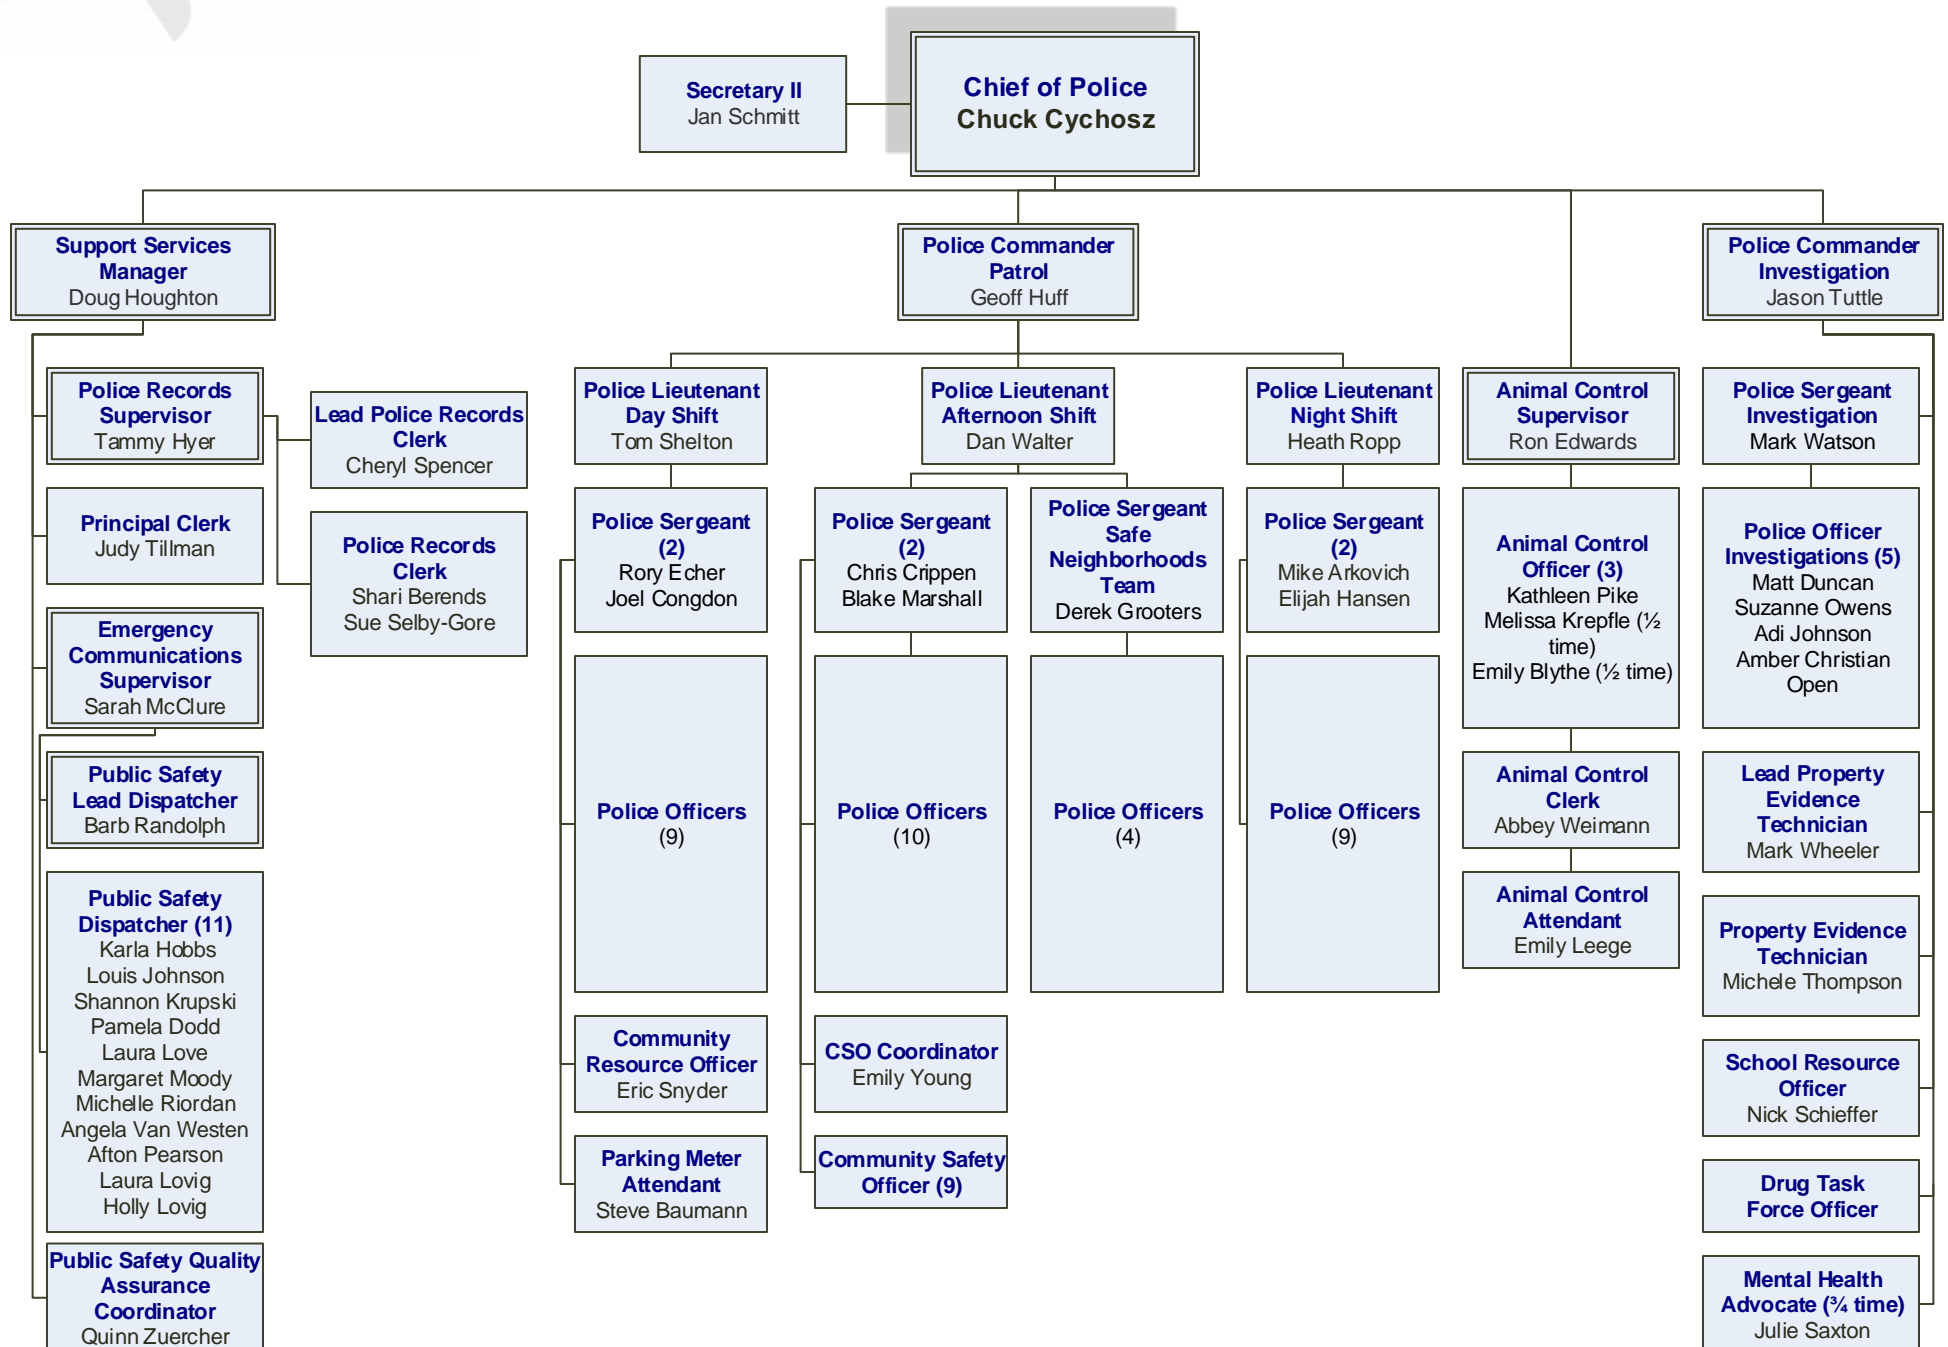 Secretary II
Jan Schmitt
Chief of Police
Chuck Cychosz
Support Services
Manager
Doug Houghton
Police Commander
Patrol
Geoff Huff
Police Commander
Investigation
Jason Tuttle
Police Records
Supervisor
Tammy Hyer
Lead Police Records
Clerk
Cheryl Spencer
Principal Clerk
Judy Tillman
Police Records
Clerk
Shari Berends
Sue Selby-Gore
Emergency
Communications
Supervisor
Sarah McClure
Public Safety
Lead Dispatcher
Barb Randolph
Public Safety
Dispatcher (11)
Karla Hobbs
Louis Johnson
Shannon Krupski
Pamela Dodd
Laura Love
Margaret Moody
Michelle Riordan
Angela Van Westen
Afton Pearson
Laura Lovig
Holly Lovig
Public Safety Quality
Assurance
Coordinator
Quinn Zuercher
Police Lieutenant
Day Shift
Tom Shelton
Police Sergeant
(2)
Rory Echer
Joel Congdon
Police Officers
(9)
Community
Resource Officer
Eric Snyder
Parking Meter
Attendant
Steve Baumann
Police Lieutenant
Afternoon Shift
Dan Walter
Police Sergeant
(2)
Chris Crippen
Blake Marshall
Police Officers
(10)
CSO Coordinator
Emily Young
Community Safety
Officer (9)
Police Sergeant
Safe
Neighborhoods
Team
Derek Grooters
Police Officers
(4)
Police Lieutenant
Night Shift
Heath Ropp
Police Sergeant
(2)
Mike Arkovich
Elijah Hansen
Police Officers
(9)
Animal Control
Supervisor
Ron Edwards
Animal Control
Officer (3)
Kathleen Pike
Melissa Krepfle (½
time)
Emily Blythe (½ time)
Animal Control
Clerk
Abbey Weimann
Animal Control
Attendant
Emily Leege
Police Sergeant
Investigation
Mark Watson
Police Officer
Investigations (5)
Matt Duncan
Suzanne Owens
Adi Johnson
Amber Christian
Open
Lead Property
Evidence
Technician
Mark Wheeler
Property Evidence
Technician
Michele Thompson
School Resource
Officer
Nick Schieffer
Drug Task
Force Officer
Mental Health
Advocate (¾ time)
Julie Saxton